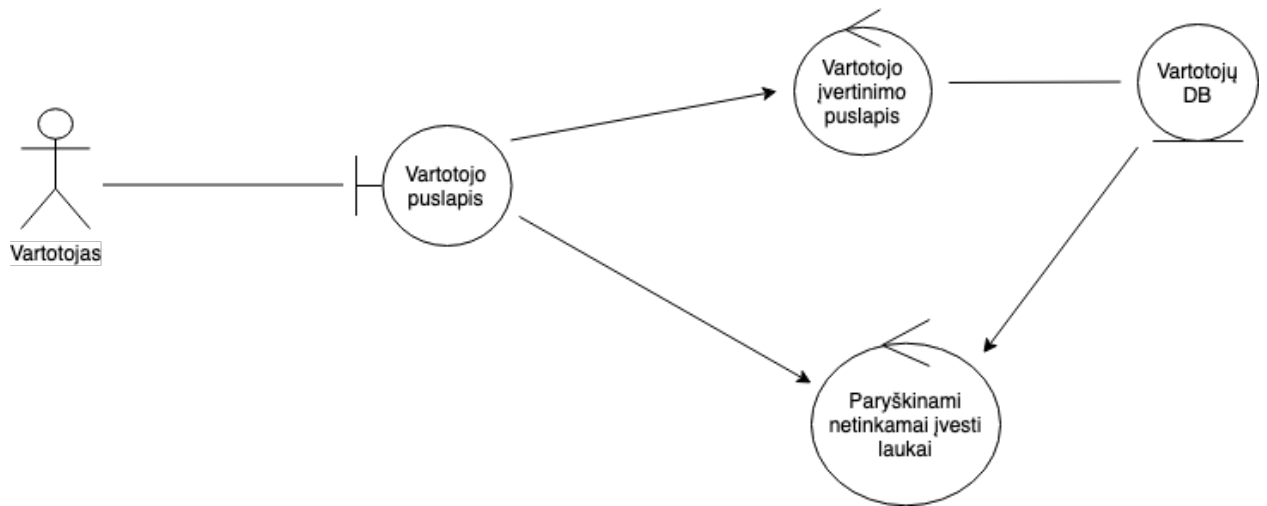 Vartotojas
Vartotojo
puslapis
Vartotojo
įvertinimo
puslapis
Vartotojų
DB
Paryškinami
netinkamai įvesti
laukai